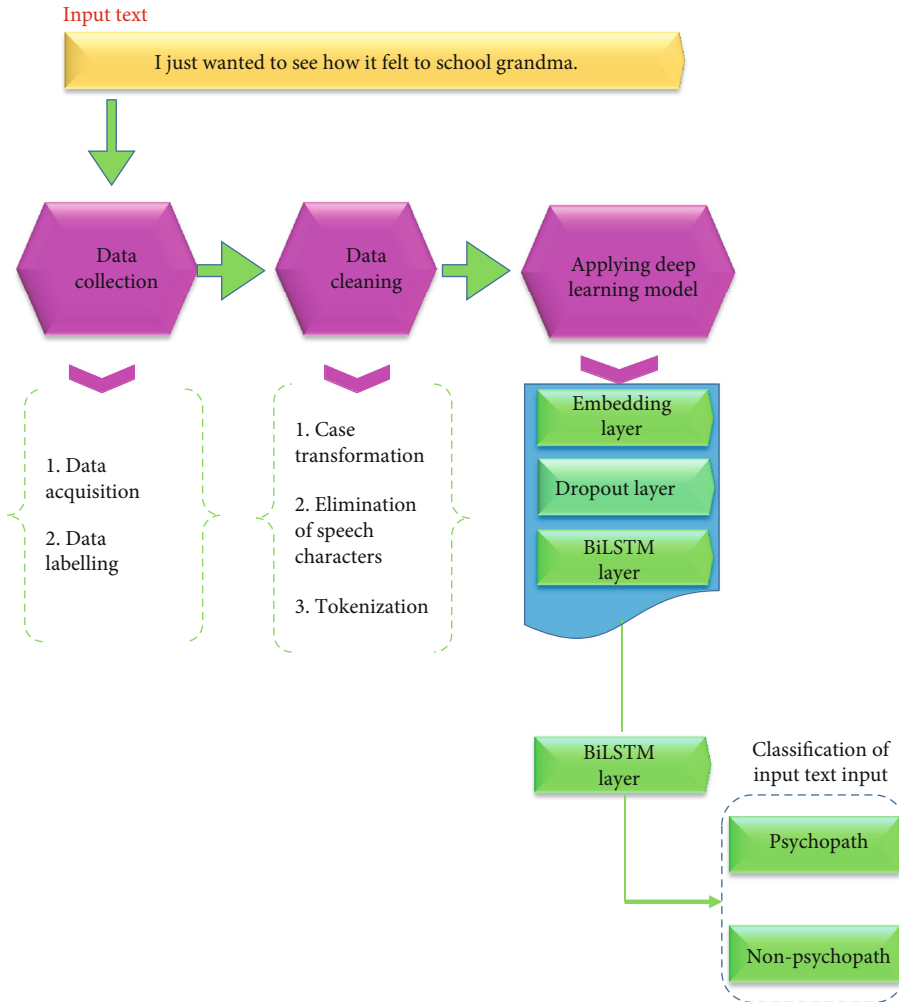 Input text
I just wanted to see how it felt to school grandma.
Data
collection
Data
cleaning
Applying deep
learning model
1. Data
acquisition
2. Data
labelling
1. Case
transformation
2. Elimination
of speech
characters
3. Tokenization
Embedding
layer
Dropout layer
BiLSTM
layer
BiLSTM
layer
Classification of
input text input
Psychopath
Non-psychopath